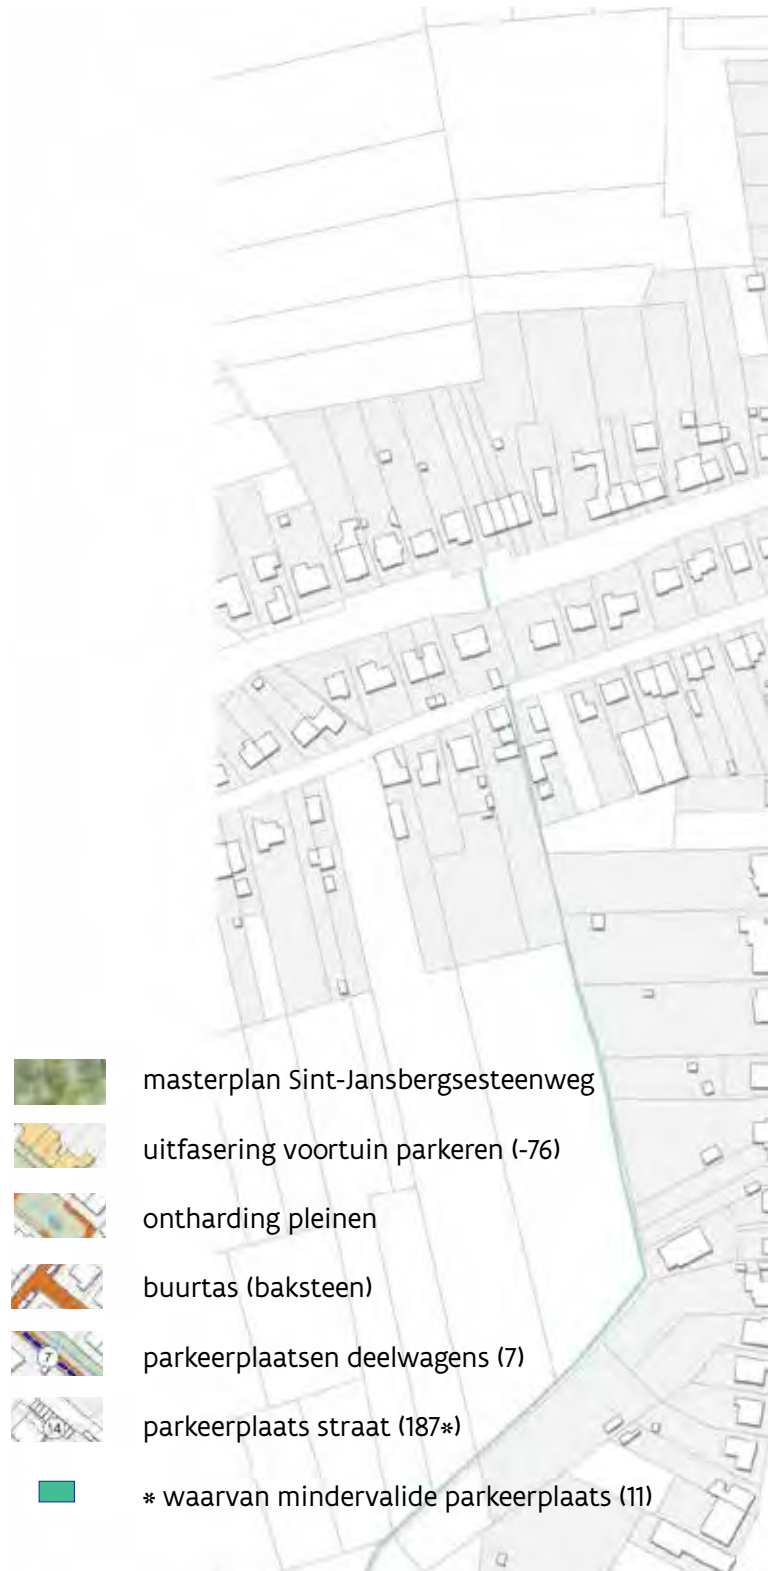 masterplan Sint-Jansbergsesteenweg
uitfasering voortuin parkeren (-76)
ontharding pleinen
buurtas (baksteen)
7
parkeerplaatsen deelwagens (7)
parkeerplaats straat (187*)
* waarvan mindervalide parkeerplaats (11)